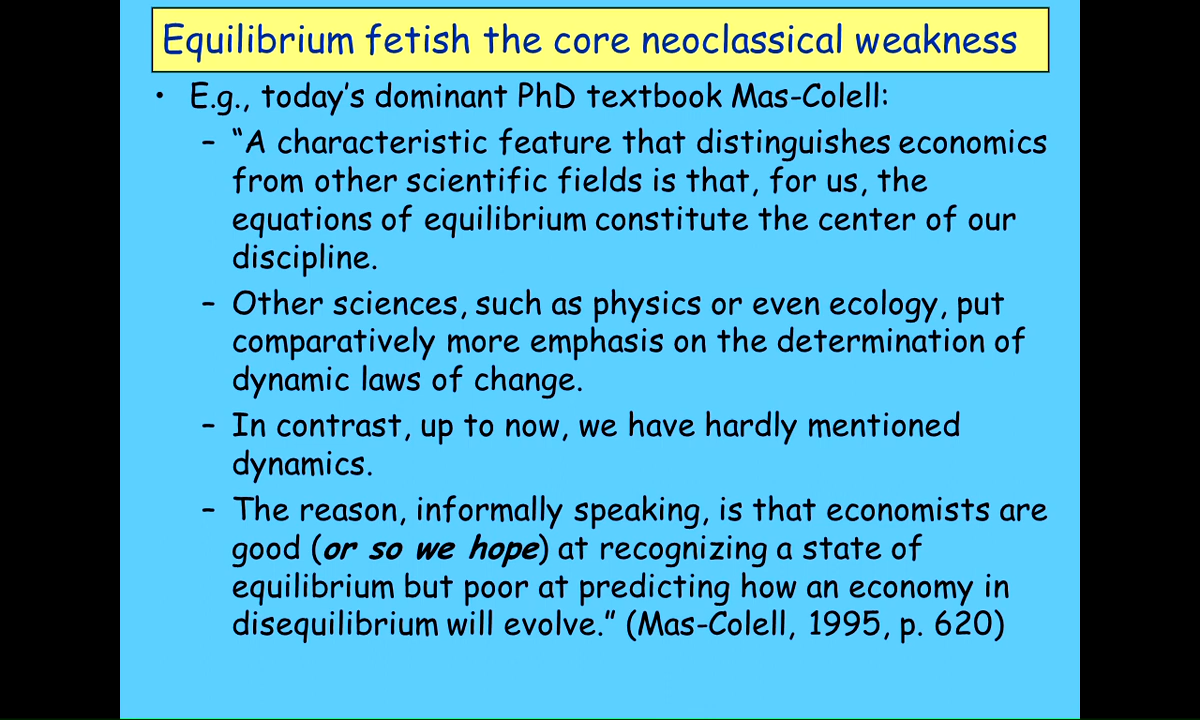 Equilibrium fetish the core neoclassical weakness
• E.g., today's dominant PhD textbook Mas-Colell:
– “A characteristic feature that distinguishes economics
from other scientific fields is that, for us, the
equations of equilibrium constitute the center of our
discipline.
– Other sciences, such as physics or even ecology, put
comparatively more emphasis on the determination of
dynamic laws of change.
– In contrast, up to now, we have hardly mentioned
dynamics.
– The reason, informally speaking, is that economists are
good (or so we hope) at recognizing a state of
equilibrium but poor at predicting how an economy in
disequilibrium will evolve.” (Mas-Colell, 1995, p. 620)